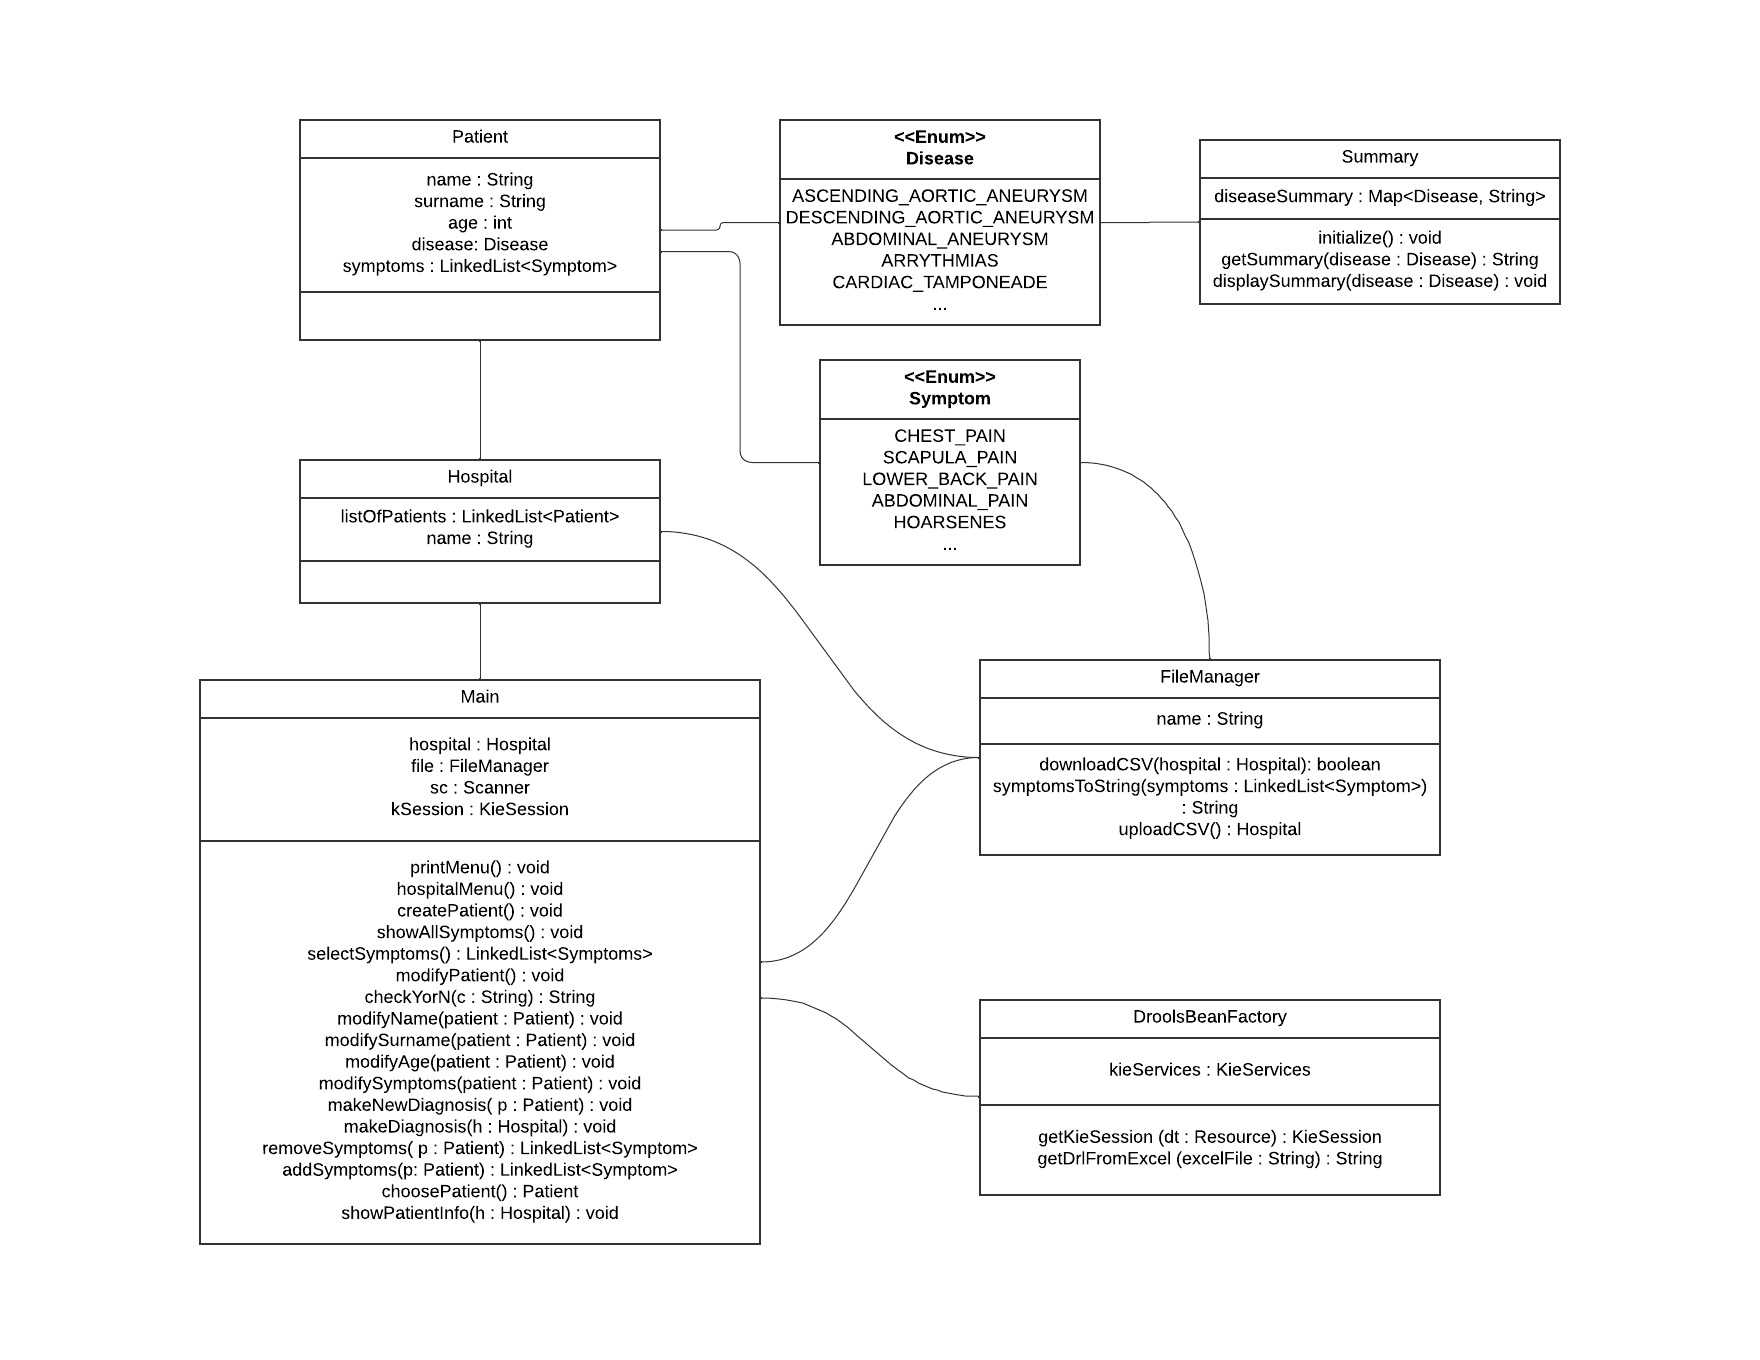 Patient
name : String
surname : String
age : int
disease: Disease
symptoms : LinkedList<Symptom>
<<Enum>>
Disease
ASCENDING_AORTIC_ANEURYSM
DESCENDING_AORTIC_ANEURYSM
ABDOMINAL_ANEURYSM
ARRYTHMIAS
CARDIAC_TAMPONEADE
...
Summary
diseaseSummary : Map<Disease, String>
initialize() : void
getSummary(disease : Disease) : String
displaySummary(disease : Disease) : void
<<Enum>>
Symptom
CHEST_PAIN
SCAPULA_PAIN
LOWER_BACK_PAIN
ABDOMINAL_PAIN
HOARSENES
...
Hospital
listOfPatients : LinkedList<Patient>
name : String
Main
hospital : Hospital
file : FileManager
sc : Scanner
kSession : KieSession
printMenu() : void
hospitalMenu() : void
createPatient() : void
showAllSymptoms() : void
selectSymptoms() : LinkedList<Symptoms>
modifyPatient() : void
checkYorN(c : String) : String
modifyName(patient : Patient) : void
modifySurname(patient : Patient) : void
modifyAge(patient : Patient) : void
modifySymptoms(patient : Patient) : void
makeNewDiagnosis( p : Patient) : void
makeDiagnosis(h : Hospital) : void
removeSymptoms( p : Patient) : LinkedList<Symptom>
addSymptoms(p: Patient) : LinkedList<Symptom>
choosePatient() : Patient
showPatientInfo(h : Hospital) : void
FileManager
name : String
downloadCSV(hospital : Hospital): boolean
symptomsToString(symptoms : LinkedList<Symptom>)
: String
uploadCSV() : Hospital
DroolsBeanFactory
kieServices : KieServices
getKieSession (dt : Resource) : KieSession
getDrlFromExcel (excelFile : String) : String